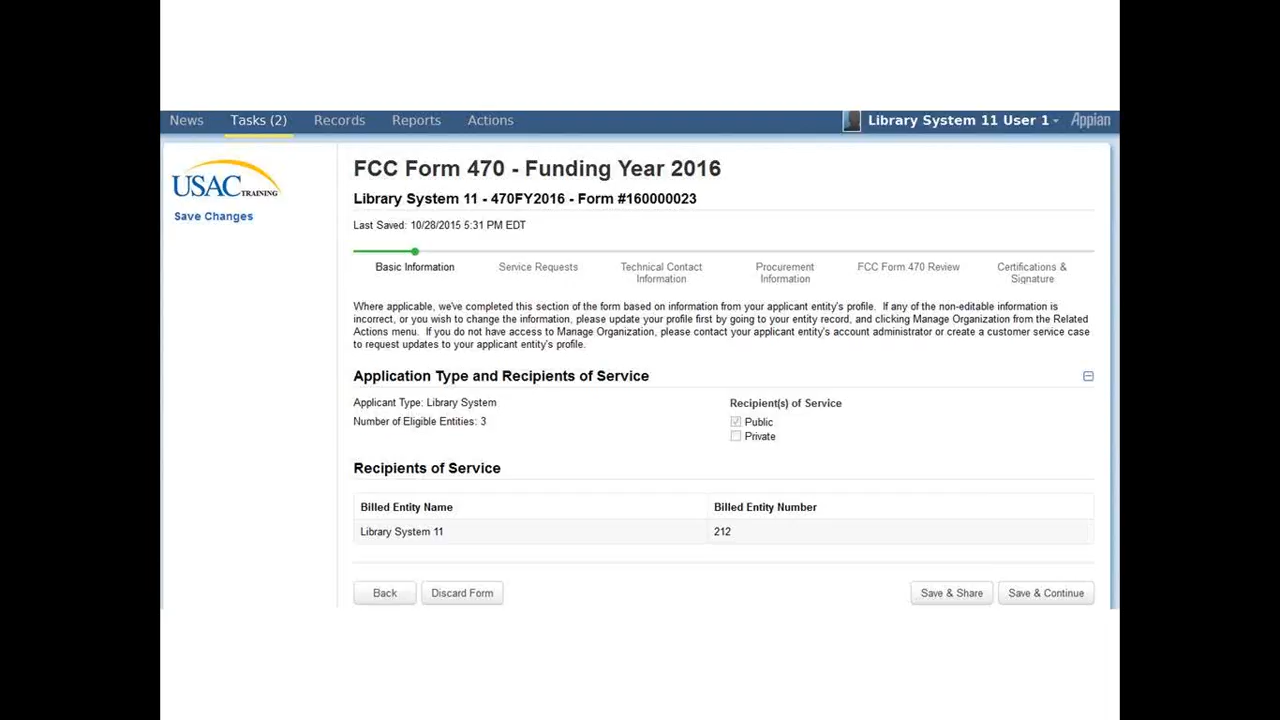 News Tasks (2) Records Reports Actions Library System 11 User 1 Appian
USAC TRAINING
Save Changes
FCC Form 470 - Funding Year 2016
Library System 11 - 470FY2016 - Form #160000023
Last Saved: 10/28/2015 5:31 PM EDT
Basic Information Service Requests Technical Contact Information Procurement Information FCC Form 470 Review Certifications & Signature
Where applicable, we've completed this section of the form based on information from your applicant entity's profile. If any of the non-editable information is
incorrect, or you wish to change the information, please update your profile first by going to your entity record, and clicking Manage Organization from the Related
Actions menu. If you do not have access to Manage Organization, please contact your applicant entity's account administrator or create a customer service case
to request updates to your applicant entity's profile.
Application Type and Recipients of Service
Applicant Type: Library System
Number of Eligible Entities: 3
Recipient(s) of Service
Public
Private
Recipients of Service
Billed Entity Name Billed Entity Number
Library System 11 212
Back Discard Form Save & Share Save & Continue